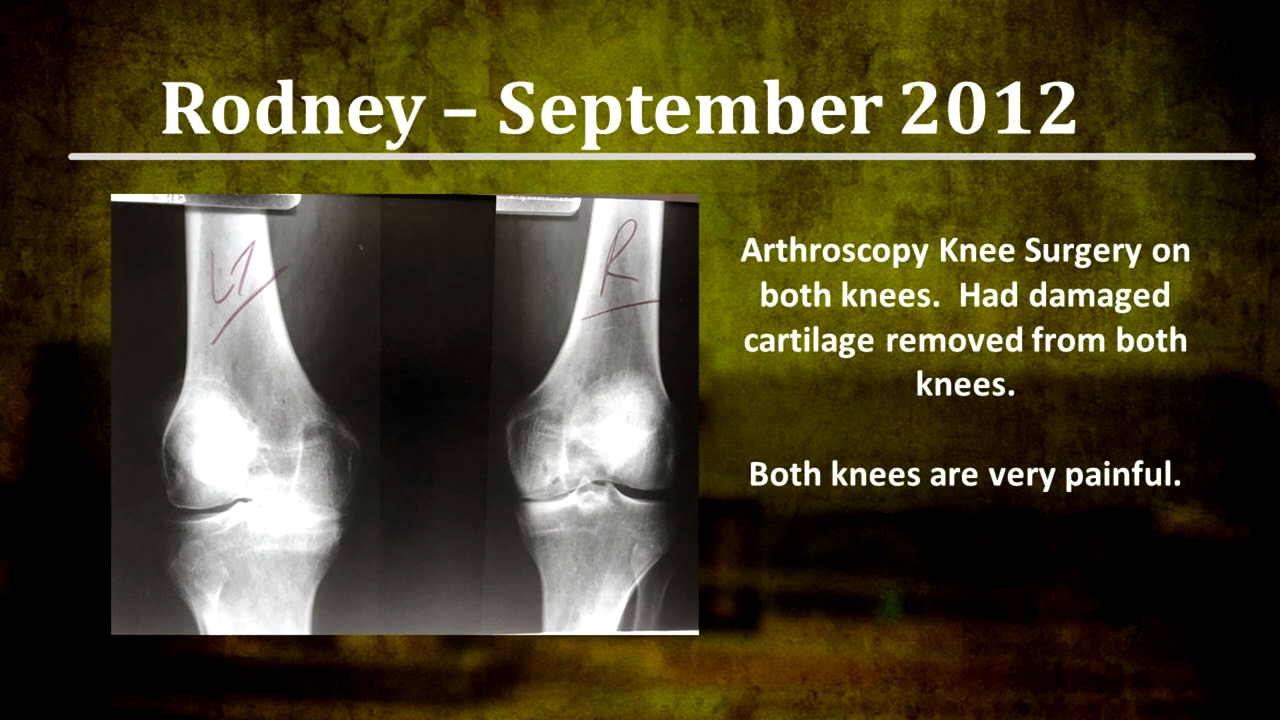 Rodney – September 2012
L
R
Arthroscopy Knee Surgery on
both knees.  Had damaged
cartilage removed from both
knees.
Both knees are very painful.